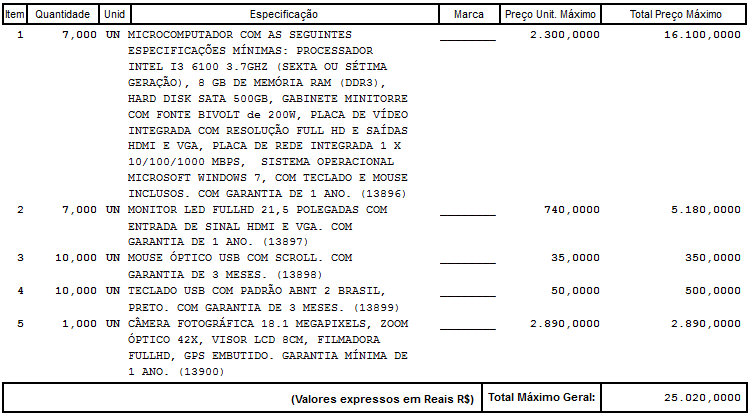 Item Quantidade Unid Especificação Marca Preço Unit. Máximo Total Preço Máximo
1 7,000 UN MICROCOMPUTADOR COM AS SEGUINTES ________ 2.300,0000 16.100,0000
ESPECIFICAÇÕES MÍNIMAS: PROCESSADOR
INTEL I3 6100 3.7GHZ (SEXTA OU SÉTIMA
GERAÇÃO), 8 GB DE MEMÓRIA RAM (DDR3),
HARD DISK SATA 500GB, GABINETE MINITORRE
COM FONTE BIVOLT de 200W, PLACA DE VÍDEO
INTEGRADA COM RESOLUÇÃO FULL HD E SAÍDAS
HDMI E VGA, PLACA DE REDE INTEGRADA 1 X
10/100/1000 MBPS, SISTEMA OPERACIONAL
MICROSOFT WINDOWS 7, COM TECLADO E MOUSE
INCLUSOS. COM GARANTIA DE 1 ANO. (13896)
2 7,000 UN MONITOR LED FULLHD 21,5 POLEGADAS COM ________ 740,0000 5.180,0000
ENTRADA DE SINAL HDMI E VGA. COM
GARANTIA DE 1 ANO. (13897)
3 10,000 UN MOUSE ÓPTICO USB COM SCROLL. COM ________ 35,0000 350,0000
GARANTIA DE 3 MESES. (13898)
4 10,000 UN TECLADO USB COM PADRÃO ABNT 2 BRASIL, ________ 50,0000 500,0000
PRETO. COM GARANTIA DE 3 MESES. (13899)
5 1,000 UN CÂMERA FOTOGRÁFICA 18.1 MEGAPIXELS, ZOOM ________ 2.890,0000 2.890,0000
ÓPTICO 42X, VISOR LCD 8CM, FILMADORA
FULLHD, GPS EMBUTIDO. GARANTIA MÍNIMA DE
1 ANO. (13900)
(Valores expressos em Reais R$) Total Máximo Geral: 25.020,0000